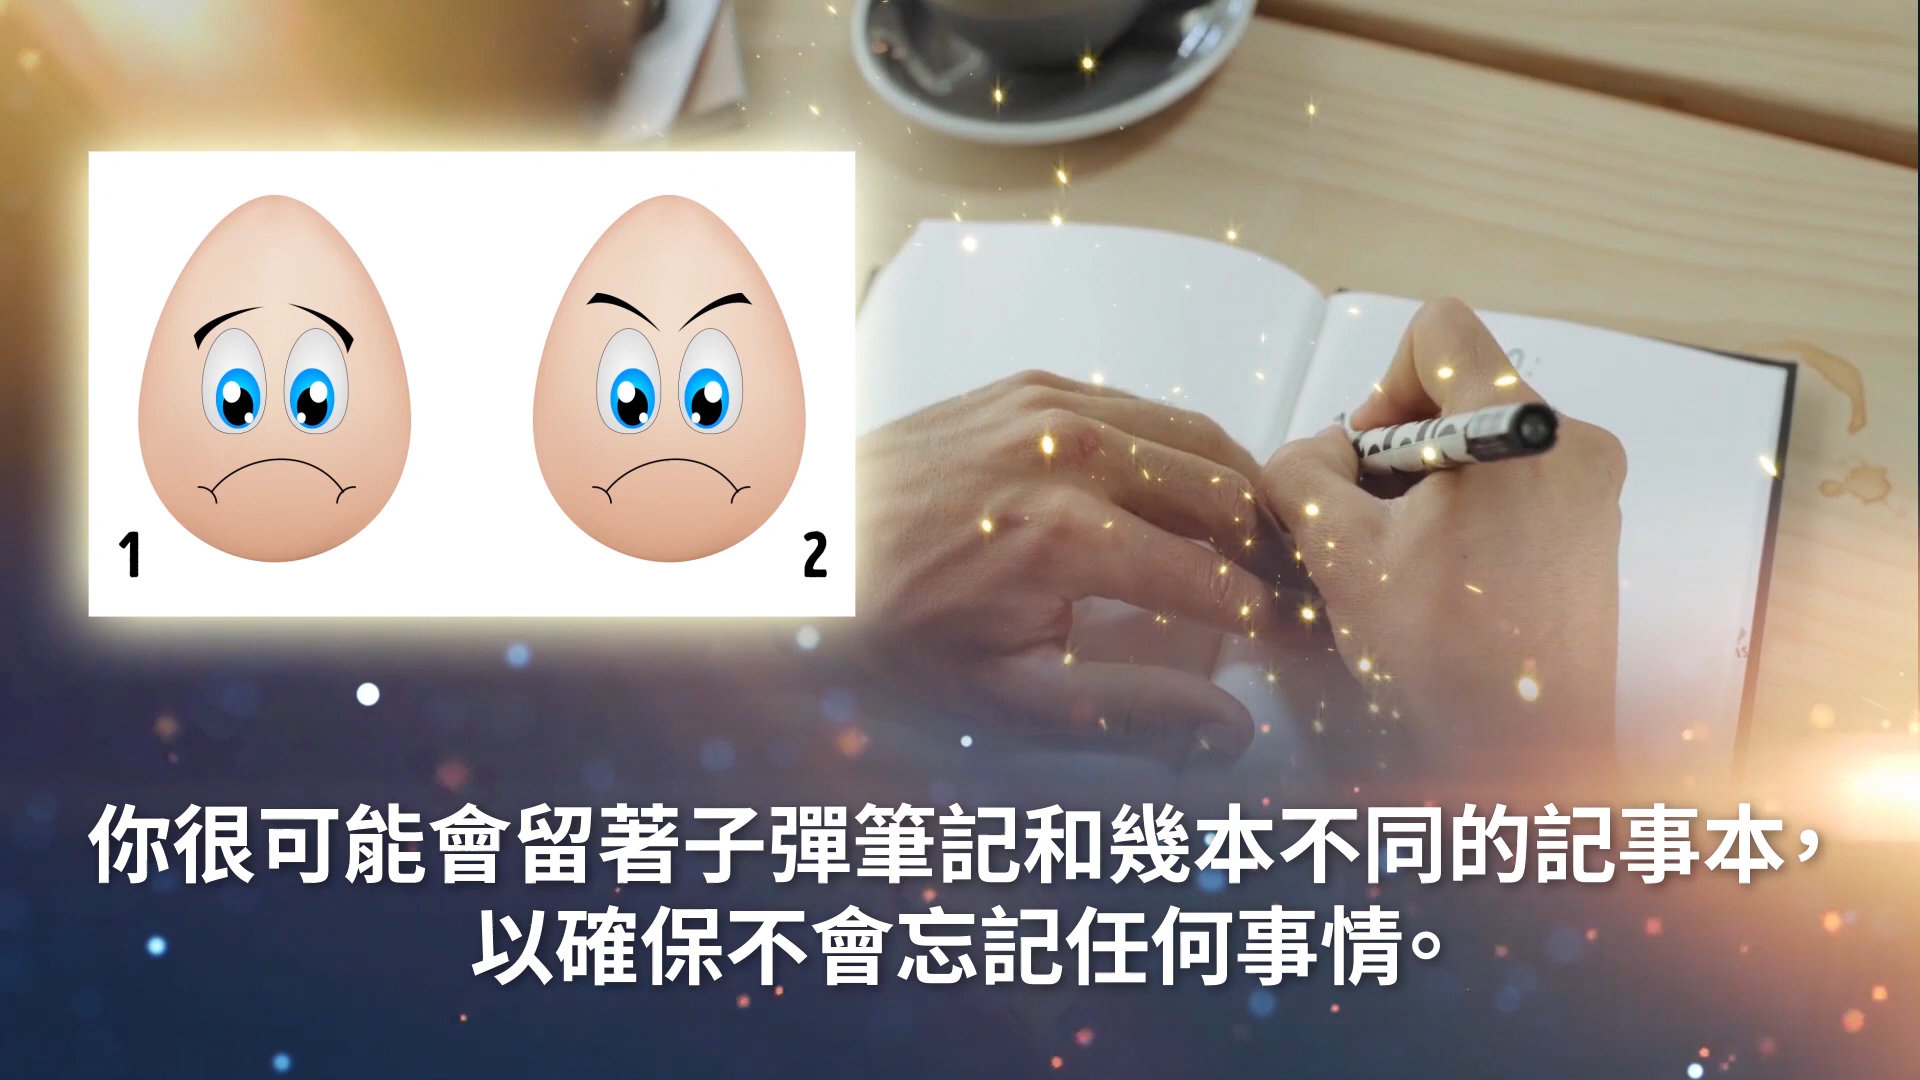 1
2
你很可能會留著子彈筆記和幾本不同的記事本，
以確保不會忘記任何事情。